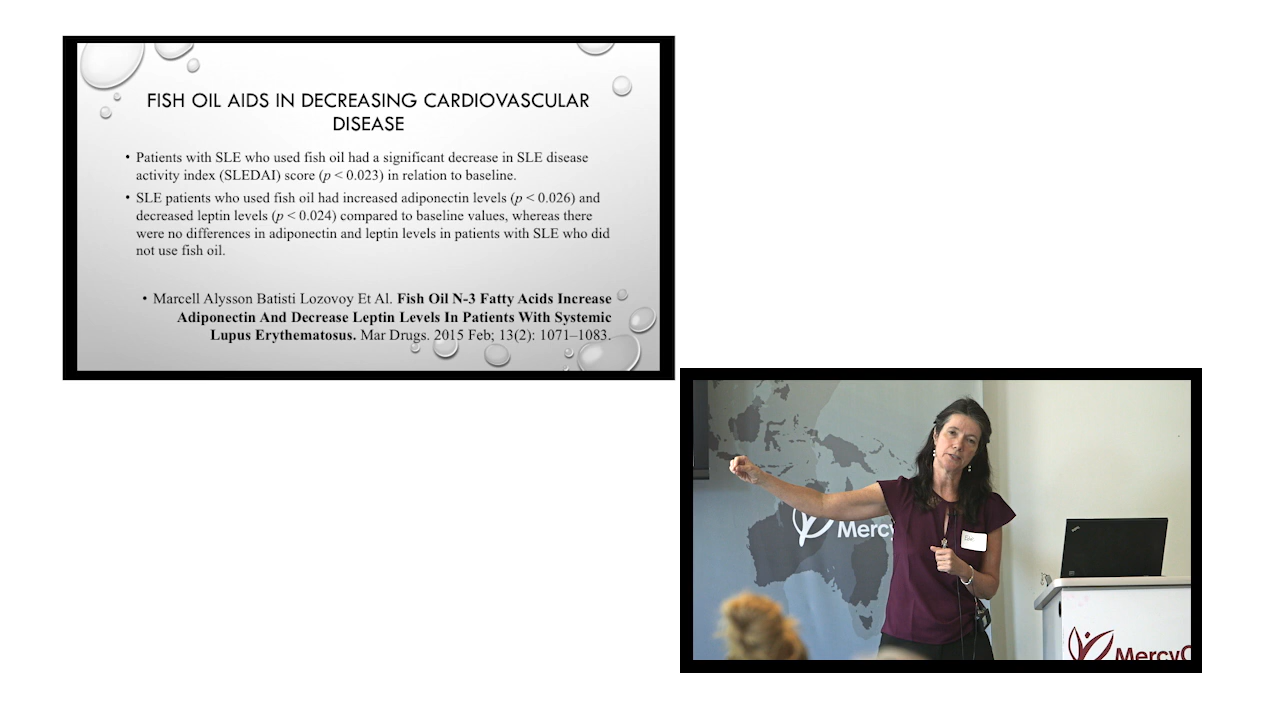 FISH OIL AIDS IN DECREASING CARDIOVASCULAR
DISEASE
• Patients with SLE who used fish oil had a significant decrease in SLE disease
activity index (SLEDAI) score (p < 0.023) in relation to baseline.
• SLE patients who used fish oil had increased adiponectin levels (p < 0.026) and
decreased leptin levels (p < 0.024) compared to baseline values, whereas there
were no differences in adiponectin and leptin levels in patients with SLE who did
not use fish oil.
• Marcell Alysson Batisti Lozovoy Et Al. Fish Oil N-3 Fatty Acids Increase
Adiponectin And Decrease Leptin Levels In Patients With Systemic
Lupus Erythematosus. Mar Drugs. 2015 Feb; 13(2): 1071–1083.
Mercy
MercyC